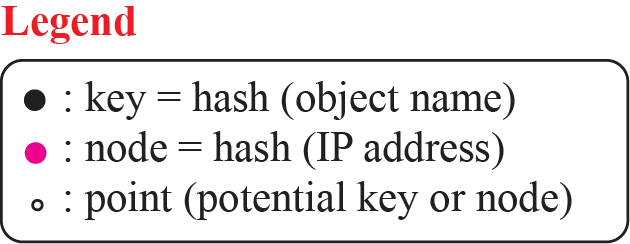 Legend
: key = hash (object name)
: node = hash (IP address)
: point (potential key or node)